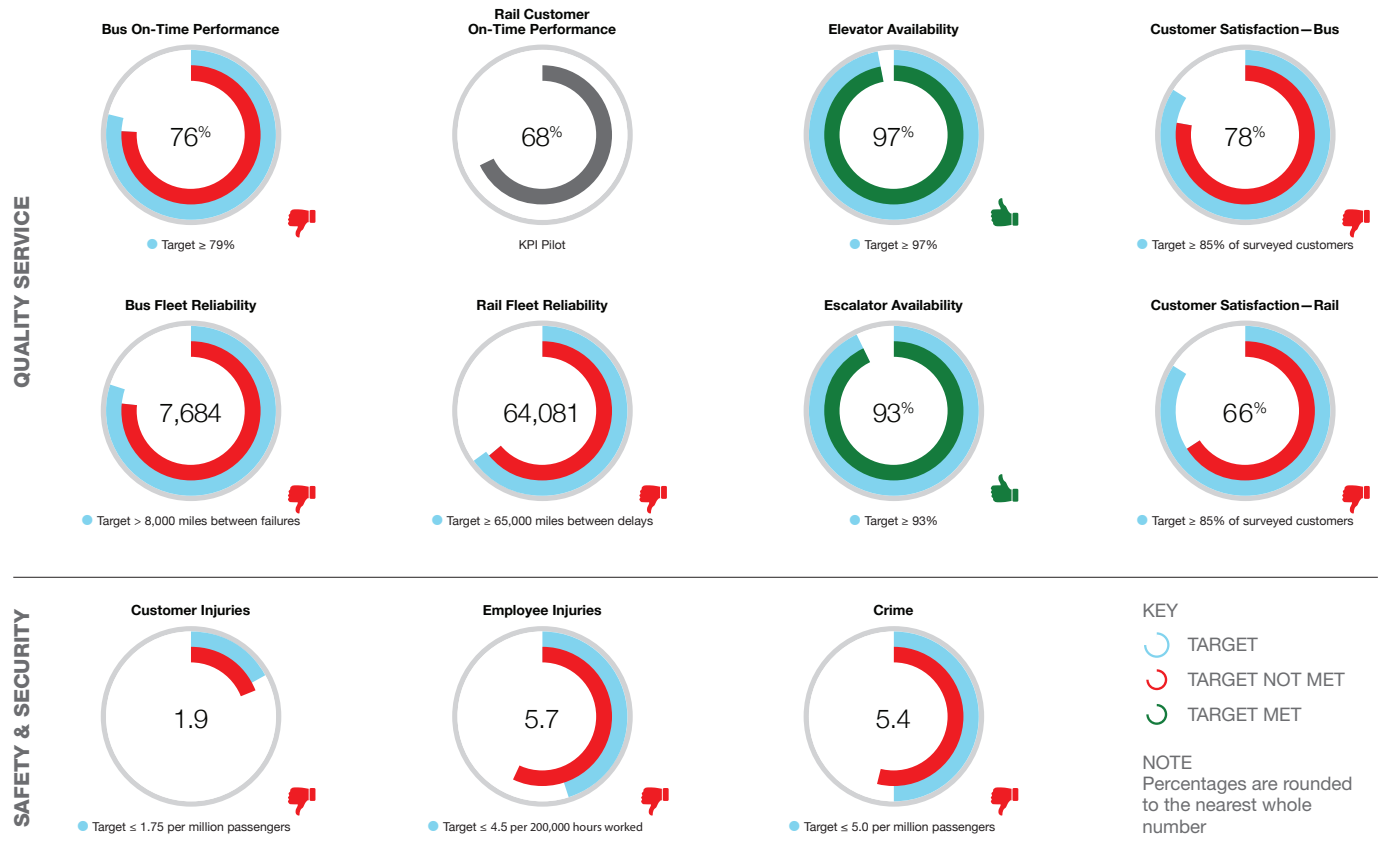 QUALITY SERVICE
Bus On-Time Performance
76%
Target ≥ 79%
Rail Customer
On-Time Performance
68%
KPI Pilot
Elevator Availability
97%
Target ≥ 97%
Customer Satisfaction—Bus
78%
Target ≥ 85% of surveyed customers
Bus Fleet Reliability
7,684
Target > 8,000 miles between failures
Rail Fleet Reliability
64,081
Target ≥ 65,000 miles between delays
Escalator Availability
93%
Target ≥ 93%
Customer Satisfaction—Rail
66%
Target ≥ 85% of surveyed customers
SAFETY & SECURITY
Customer Injuries
1.9
Target ≤ 1.75 per million passengers
Employee Injuries
5.7
Target ≤ 4.5 per 200,000 hours worked
Crime
5.4
Target ≤ 5.0 per million passengers
KEY
TARGET
TARGET NOT MET
TARGET MET
NOTE
Percentages are rounded
to the nearest whole
number